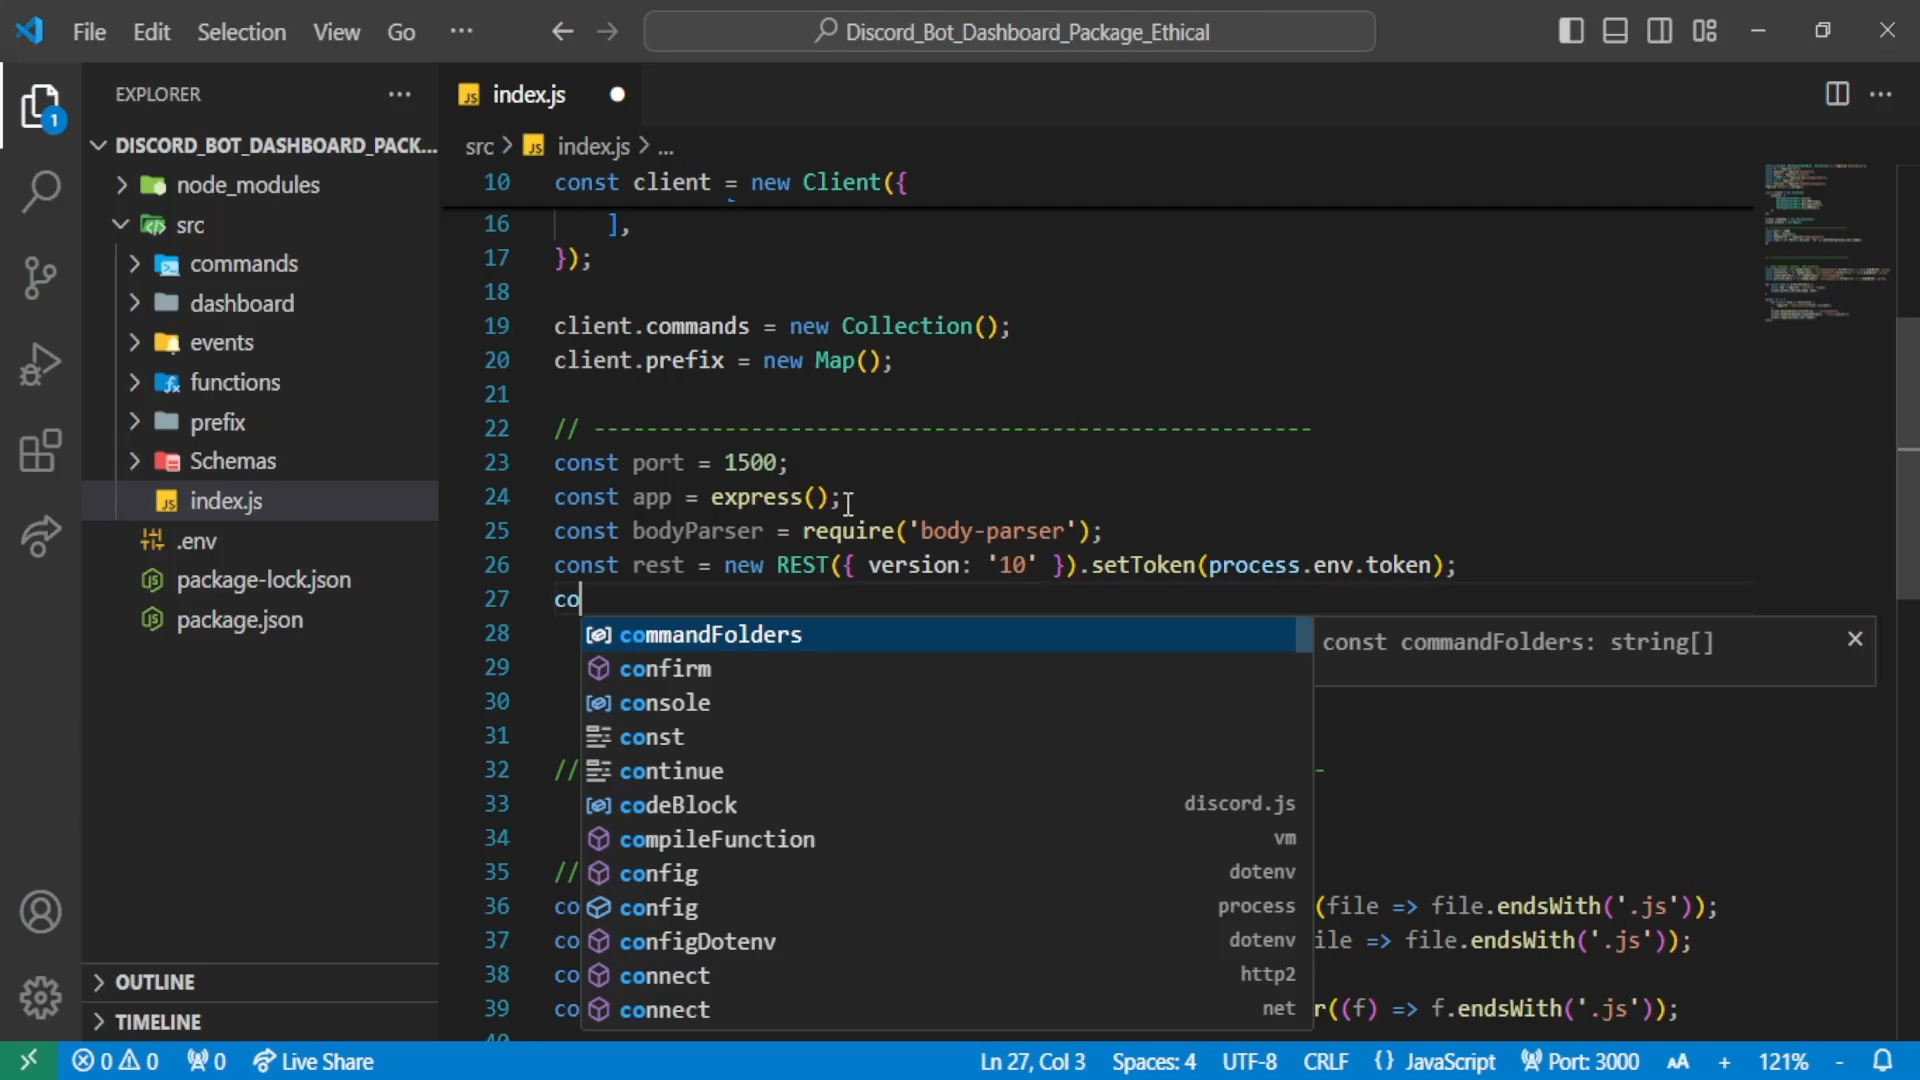 File Edit Selection View Go ...
Discord_Bot_Dashboard_Package_Ethical
EXPLORER
DISCORD_BOT_DASHBOARD_PACK...
node_modules
src
commands
dashboard
events
functions
prefix
Schemas
index.js
.env
package-lock.json
package.json
OUTLINE
TIMELINE
1
index.js
src > index.js > ...
10 const client = new Client({
16 ],
17 });
18
19 client.commands = new Collection();
20 client.prefix = new Map();
21
22 // -------------------------------------------------------
23 const port = 1500;
24 const app = express();
25 const bodyParser = require('body-parser');
26 const rest = new REST({ version: '10' }).setToken(process.env.token);
27 co
28 commandFolders const commandFolders: string[]
29 confirm
30 console
31 const
32 // continue -
33 codeBlock discord.js
34 compileFunction vm
35 // config dotenv
36 co config process (file => file.endsWith('.js'));
37 co configDotenv dotenv ile => file.endsWith('.js'));
38 co connect http2
39 co connect net r((f) => f.endsWith('.js'));
40
0 0 0 Live Share Ln 27, Col 3 Spaces: 4 UTF-8 CRLF {} JavaScript Port: 3000 AA + 121% -